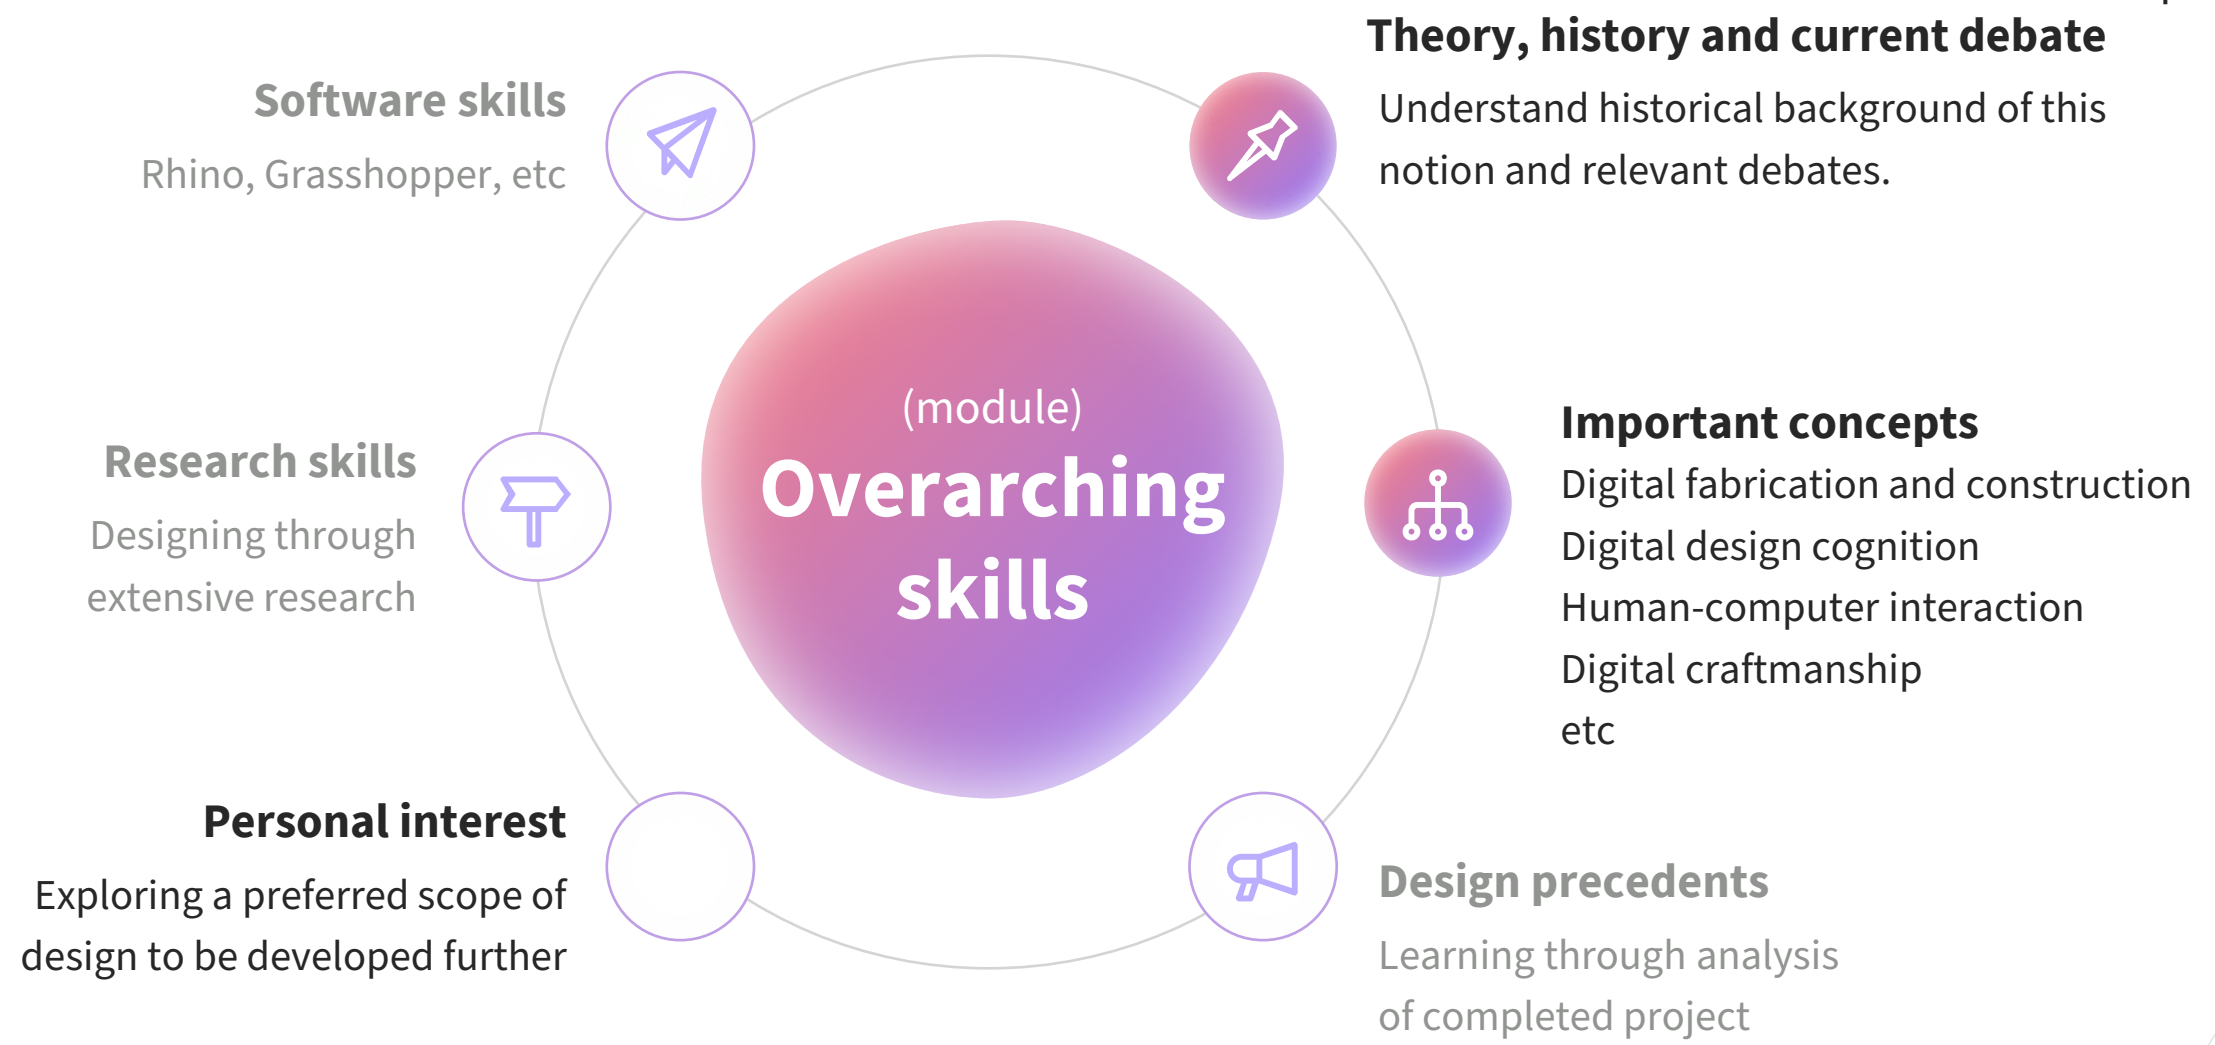 Theory, history and current debate
Understand historical background of this
notion and relevant debates.
Software skills
Rhino, Grasshopper, etc
(module)
Overarching
skills
Important concepts
Digital fabrication and construction
Digital design cognition
Human-computer interaction
Digital craftmanship
etc
Research skills
Designing through
extensive research
Personal interest
Exploring a preferred scope of
design to be developed further
Design precedents
Learning through analysis
of completed project